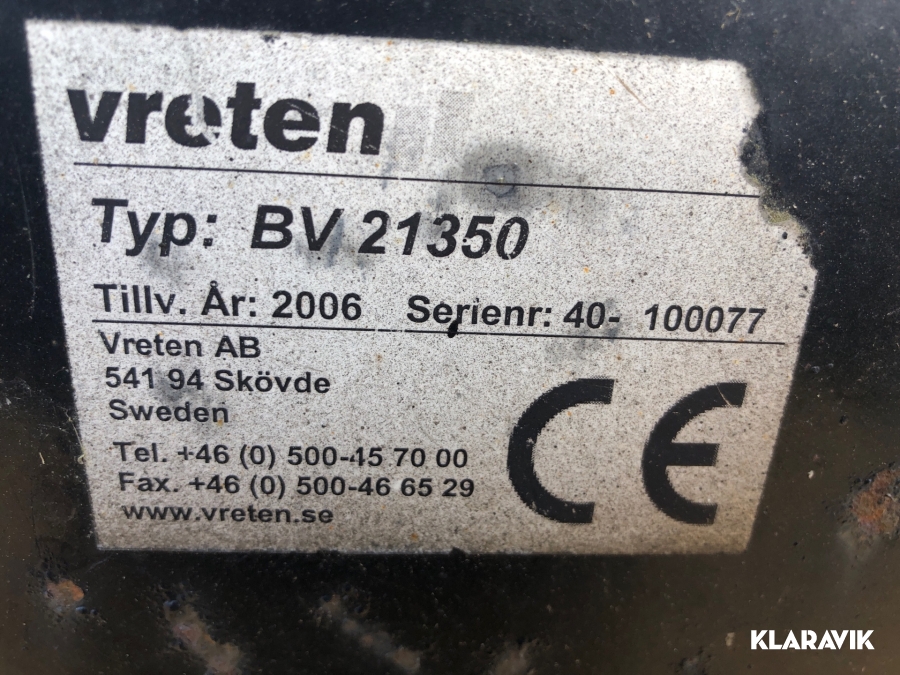 vreten
Typ: BV 21350
Tillv. År: 2006 Serienr: 40- 100077
Vreten AB
541 94 Skövde
Sweden
Tel. +46 (0) 500-45 70 00
Fax. +46 (0) 500-46 65 29
www.vreten.se
CE
KLARAVIK